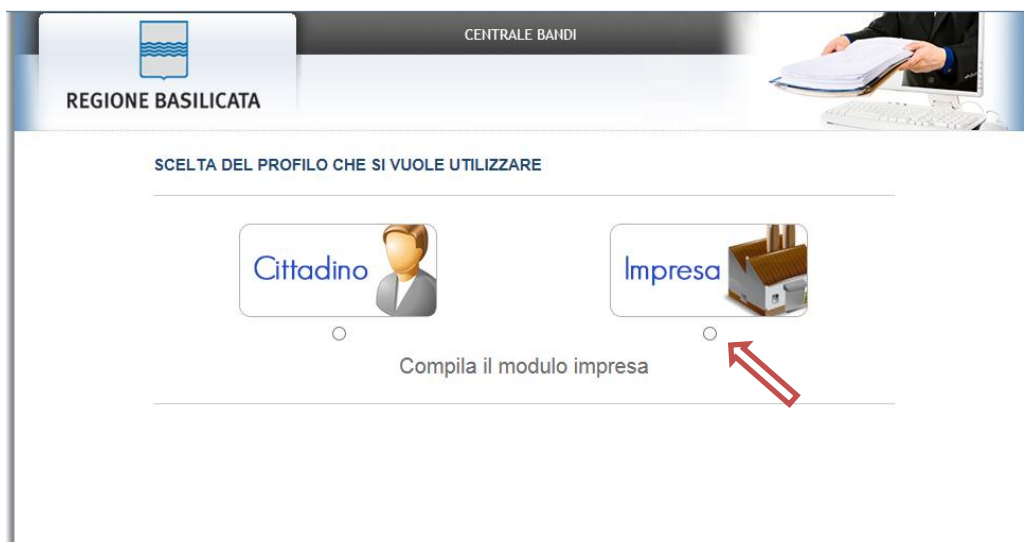 CENTRALE BANDI
REGIONE BASILICATA
SCELTA DEL PROFILO CHE SI VUOLE UTILIZZARE
Cittadino
Impresa
Compila il modulo impresa